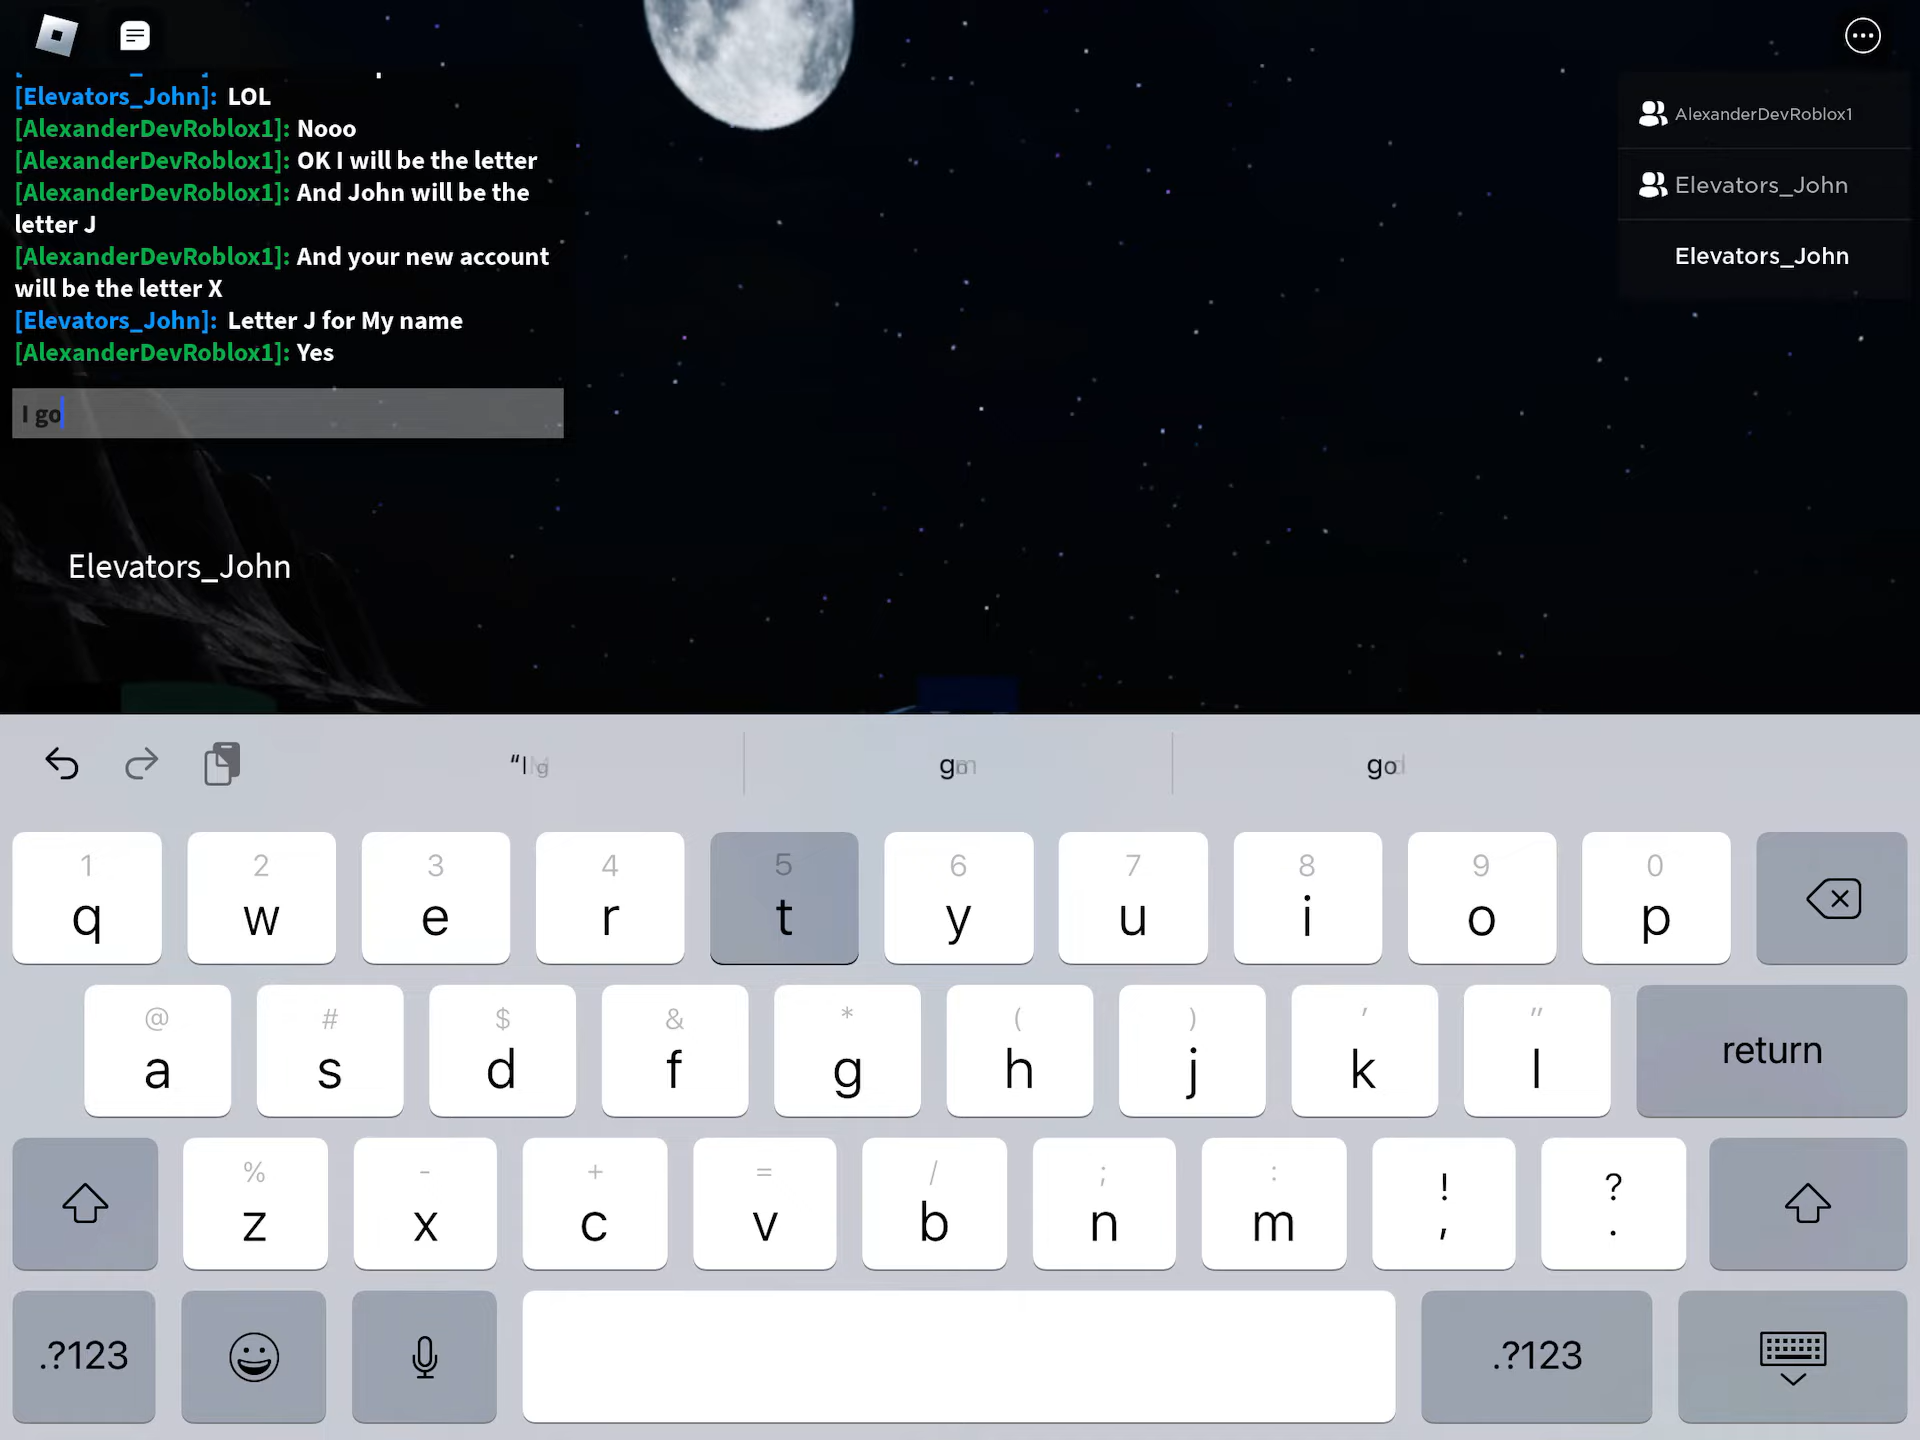 [Elevators_John]: LOL
[AlexanderDevRoblox1]: Nooo
[AlexanderDevRoblox1]: OK I will be the letter
[AlexanderDevRoblox1]: And John will be the
letter J
[AlexanderDevRoblox1]: And your new account
will be the letter X
[Elevators_John]: Letter J for My name
[AlexanderDevRoblox1]: Yes
I go
AlexanderDevRoblox1
Elevators_John
Elevators_John
Elevators_John
1 2 3 4 5 6 7 8 9 0
q w e r t y u i o p
@ # $ & * ( ) ' "
a s d f g h j k l return
% - + = / ; : ! ?
z x c v b n m , .
.?123 .?123